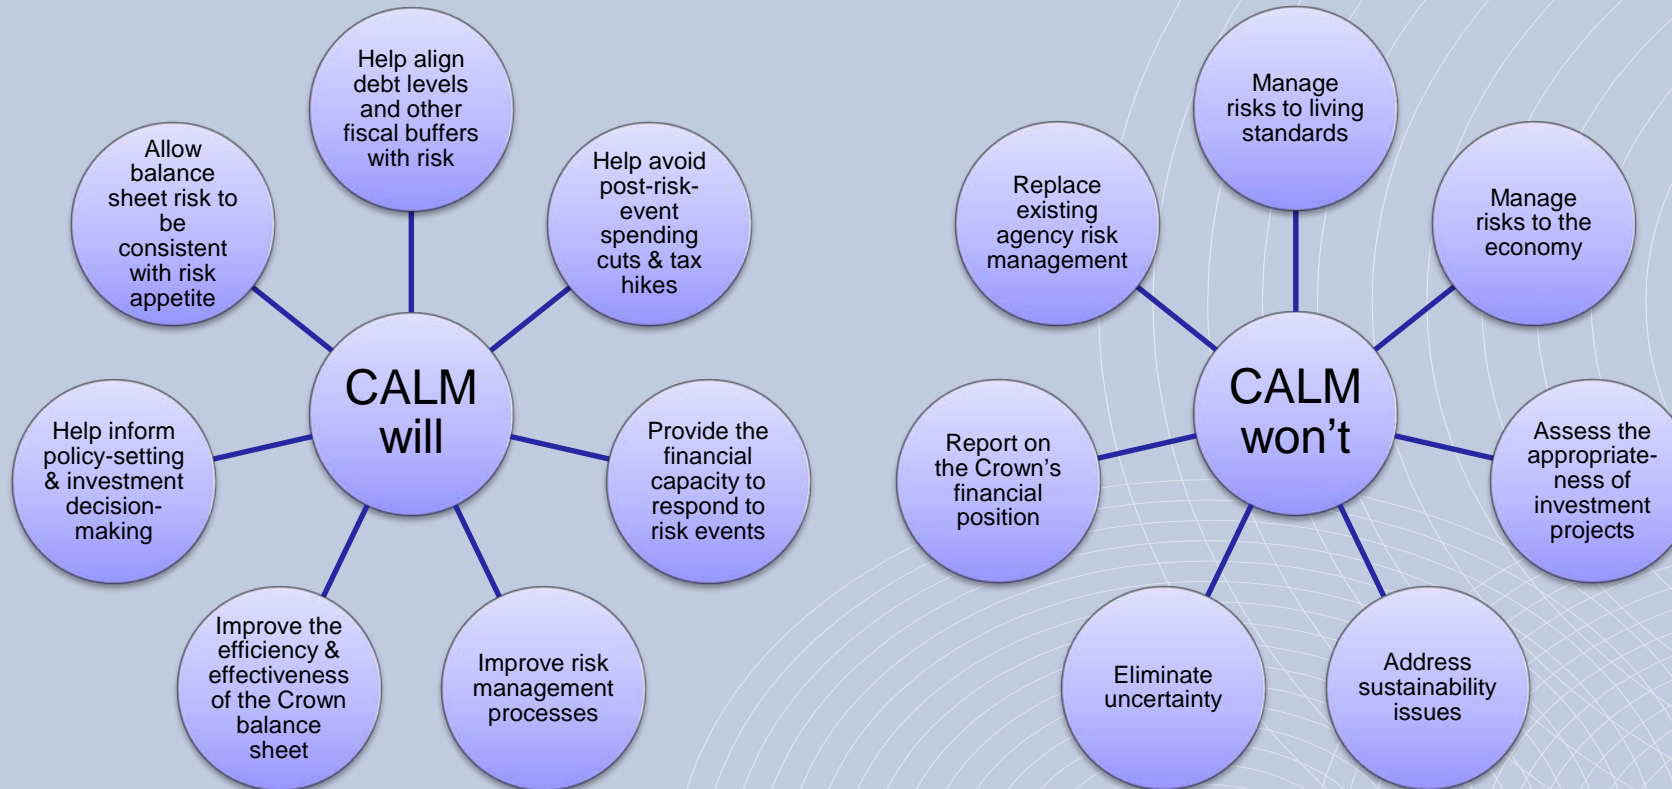 CALM
will
Help align
debt levels
and other
fiscal buffers
with risk
Help avoid
post-risk-
event
spending
cuts & tax
hikes
Provide the
financial
capacity to
respond to
risk events
Improve risk
management
processes
Improve the
efficiency &
effectiveness
of the Crown
balance
sheet
Help inform
policy-setting
& investment
decision-
making
Allow
balance
sheet risk to
be
consistent
with risk
appetite
CALM
won’t
Manage
risks to living
standards
Manage
risks to the
economy
Assess the
appropriate-
ness of
investment
projects
Address
sustainability
issues
Eliminate
uncertainty
Report on
the Crown’s
financial
position
Replace
existing
agency risk
management